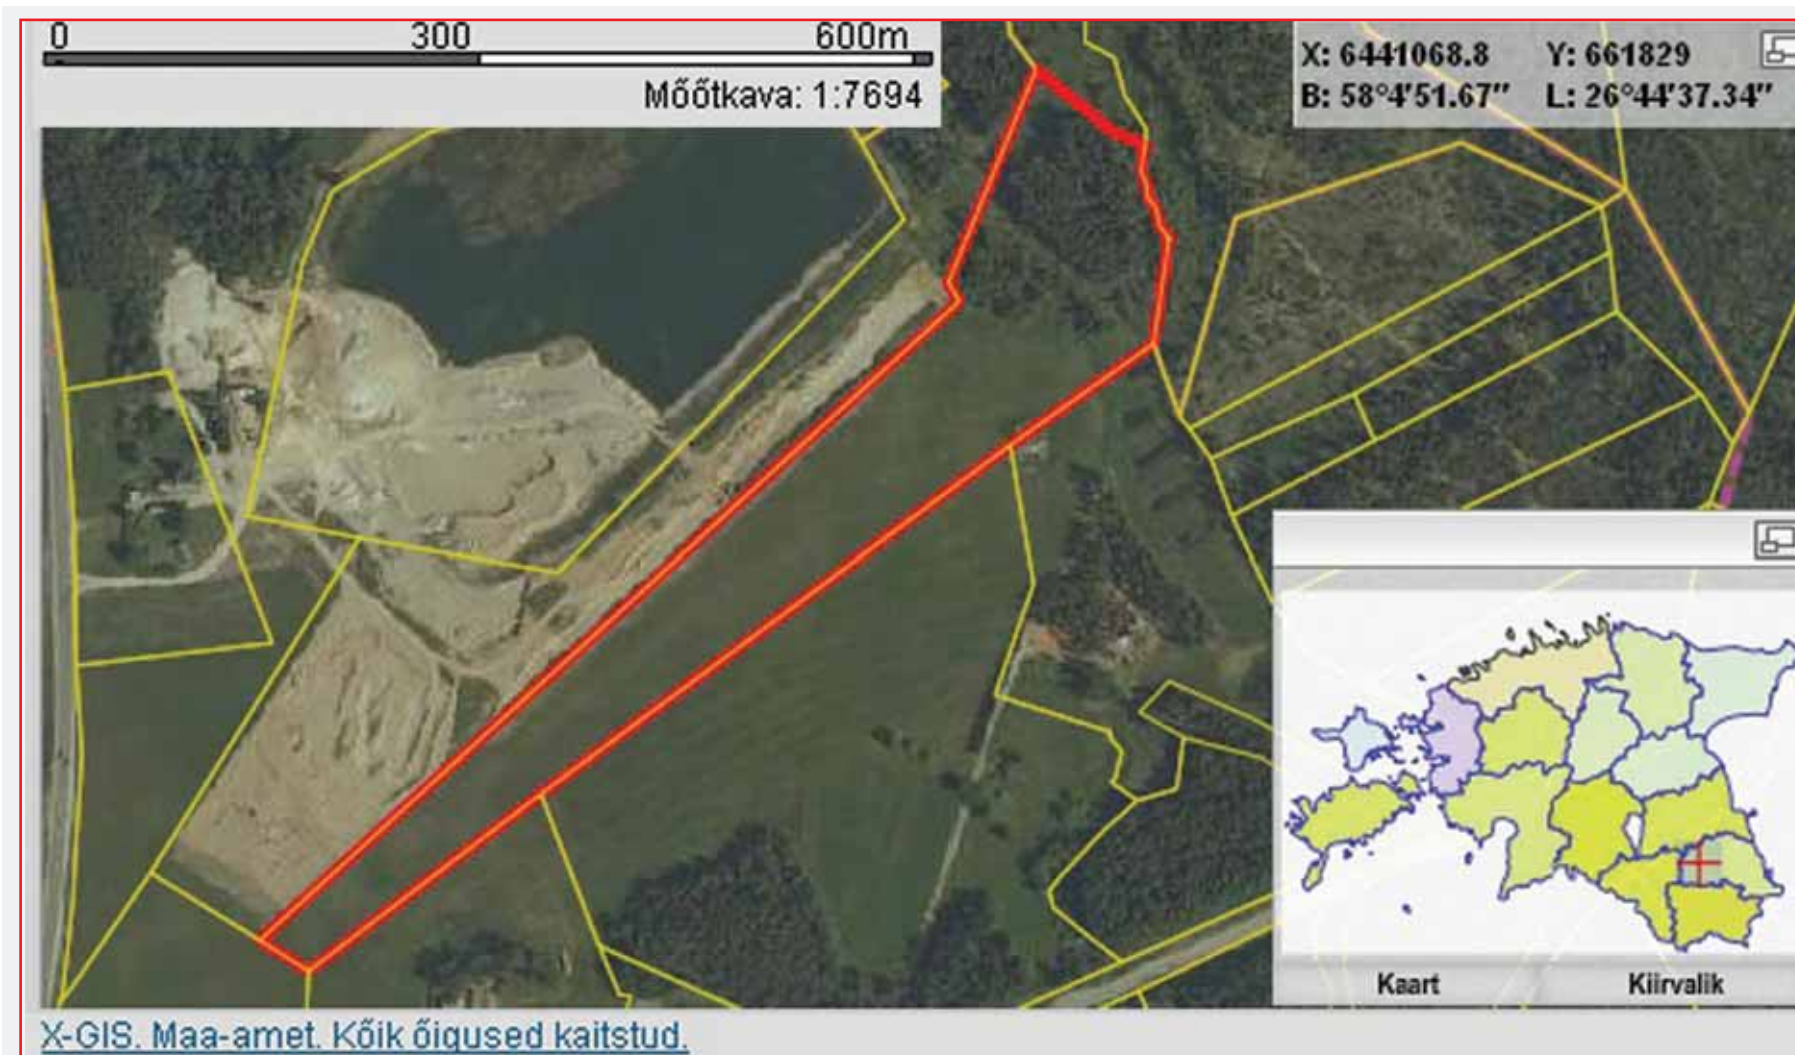 0 300 600m
Mõõtkava: 1:7694
X: 6441068.8 Y: 661829
B: 58°4'51.67" L: 26°44'37.34"
Kaart Kiirvalik
X-GIS. Maa-amet. Kõik õigused kaitstud.